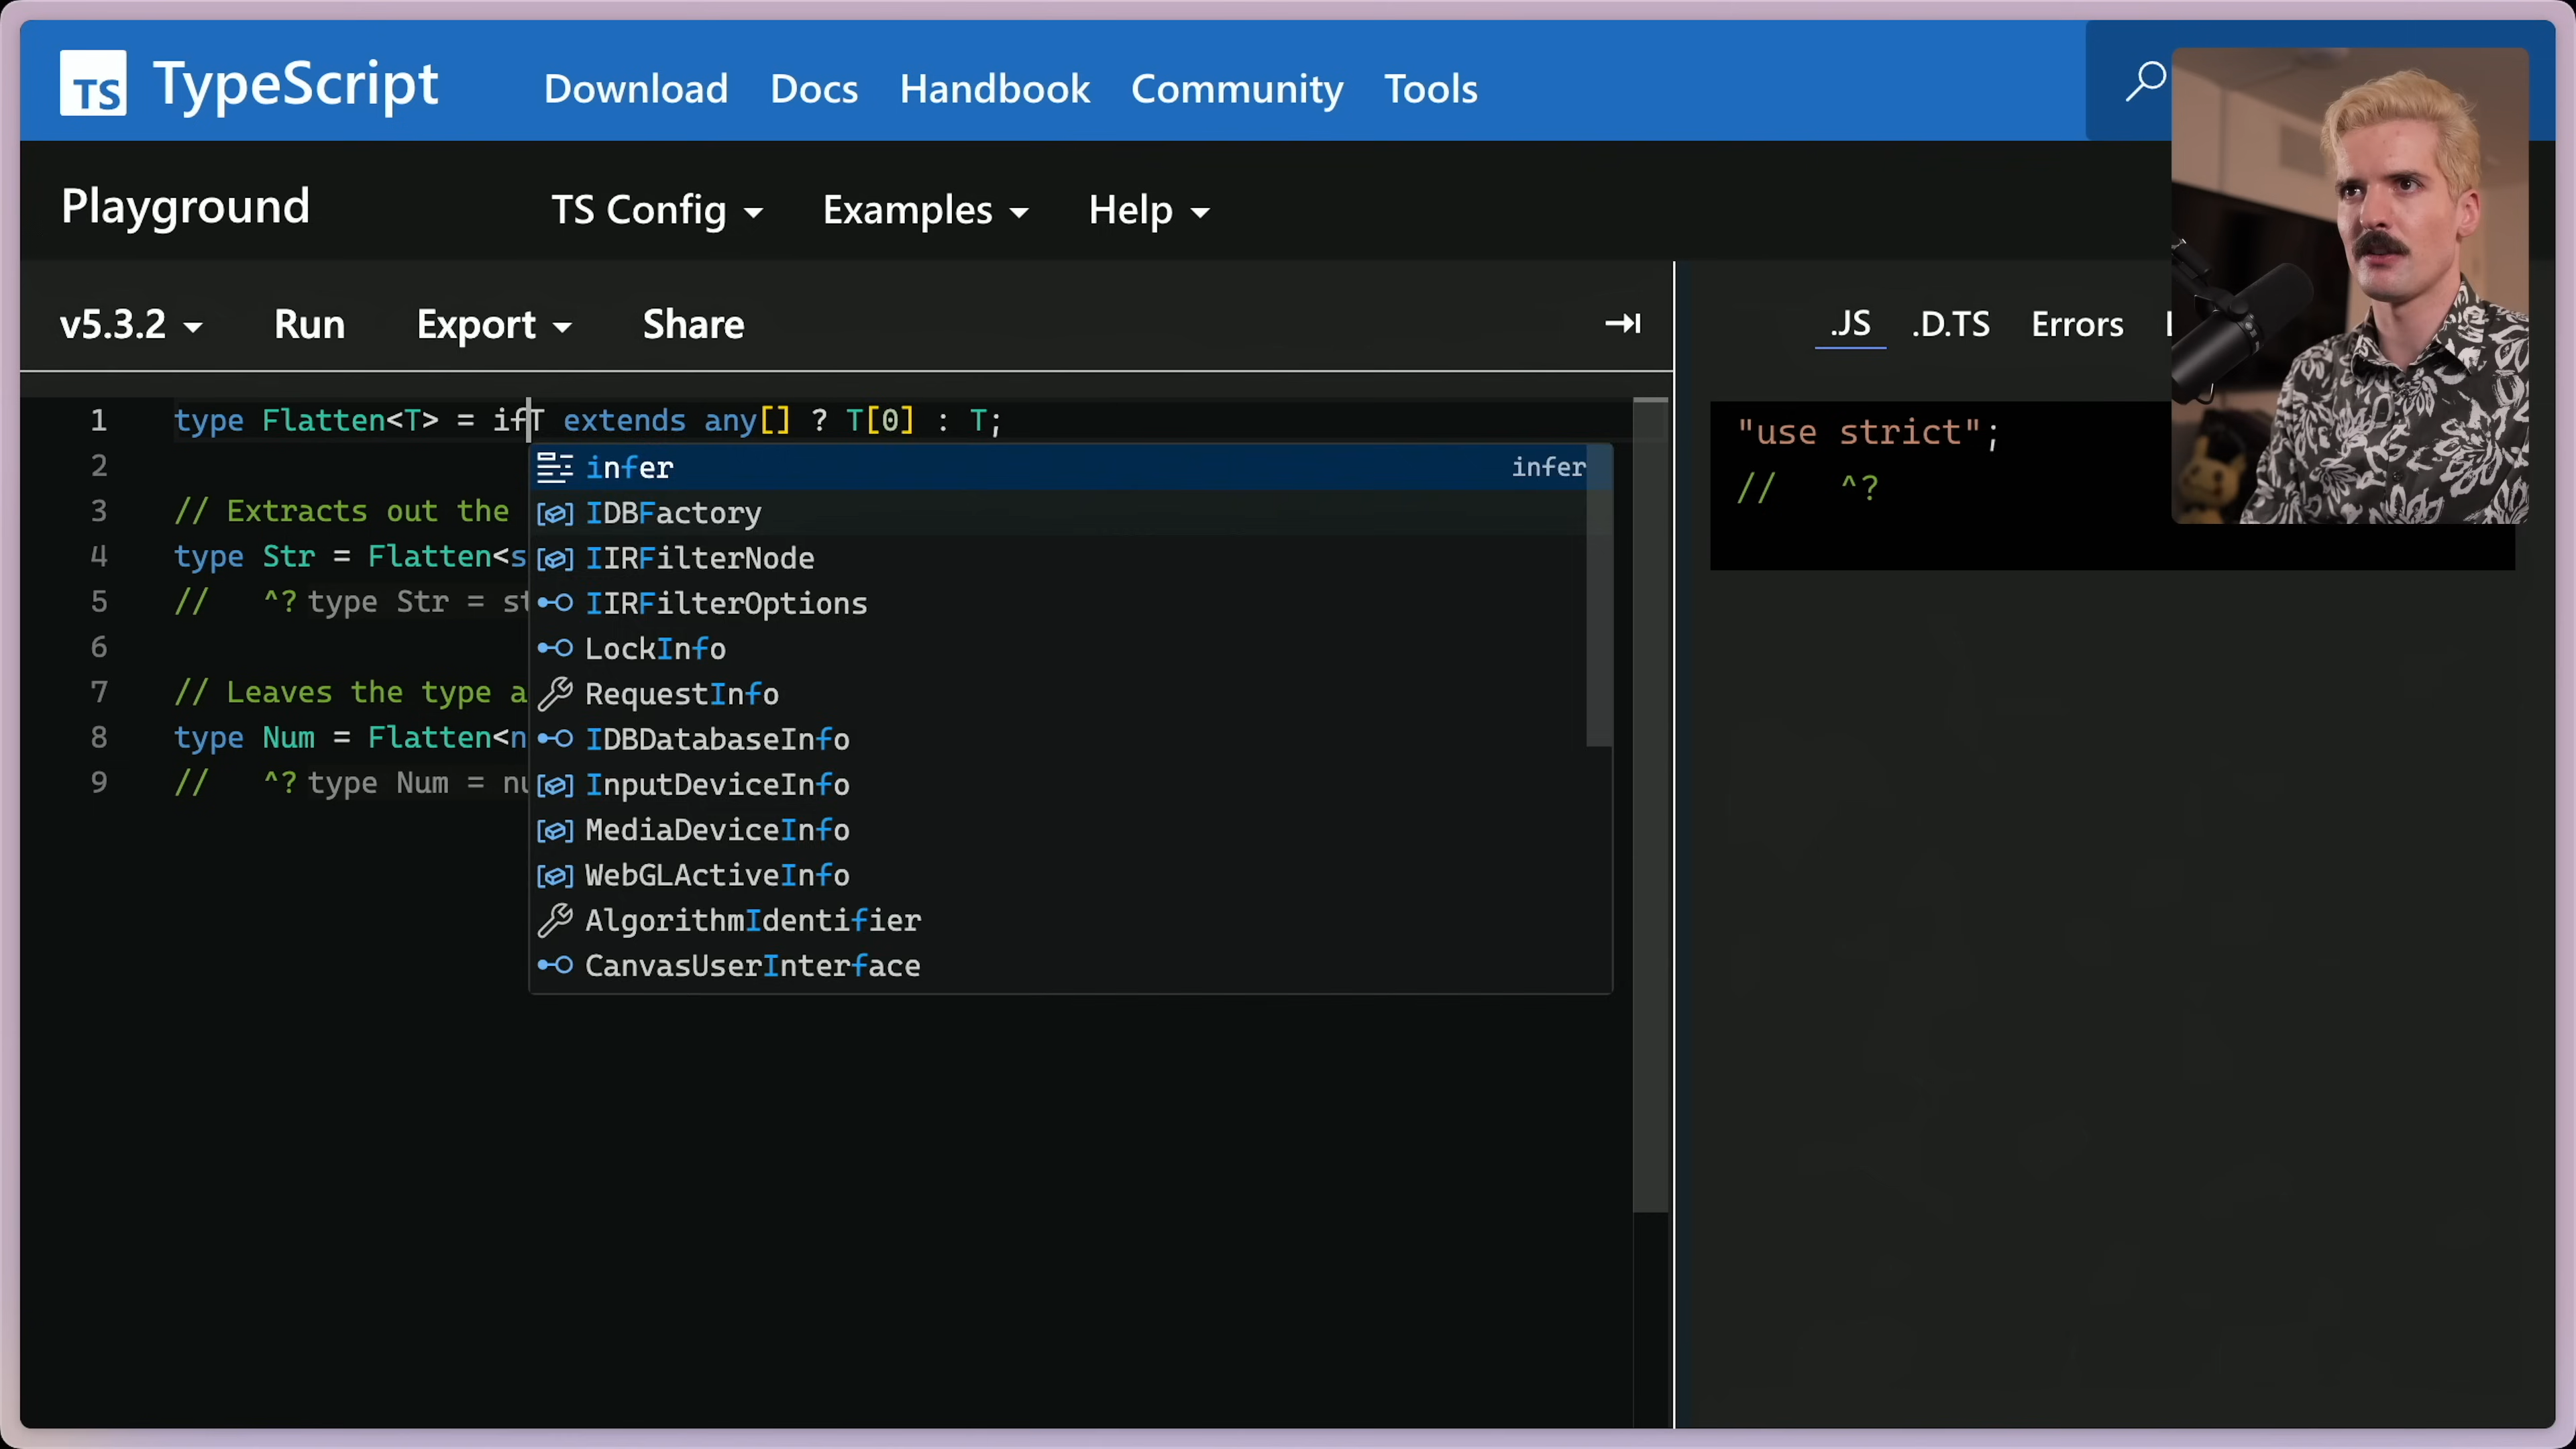 TS TypeScript Download Docs Handbook Community Tools
Playground TS Config Examples Help
v5.3.2 Run Export Share
.JS .D.TS Errors
1 type Flatten<T> = ifT extends any[] ? T[0] : T;
2
3 // Extracts out the
4 type Str = Flatten<s
5 // ^? type Str = st
6
7 // Leaves the type a
8 type Num = Flatten<n
9 // ^? type Num = nu
infer infer
IDBFactory
IIRFilterNode
IIRFilterOptions
LockInfo
RequestInfo
IDBDatabaseInfo
InputDeviceInfo
MediaDeviceInfo
WebGLActiveInfo
AlgorithmIdentifier
CanvasUserInterface
"use strict";
// ^?